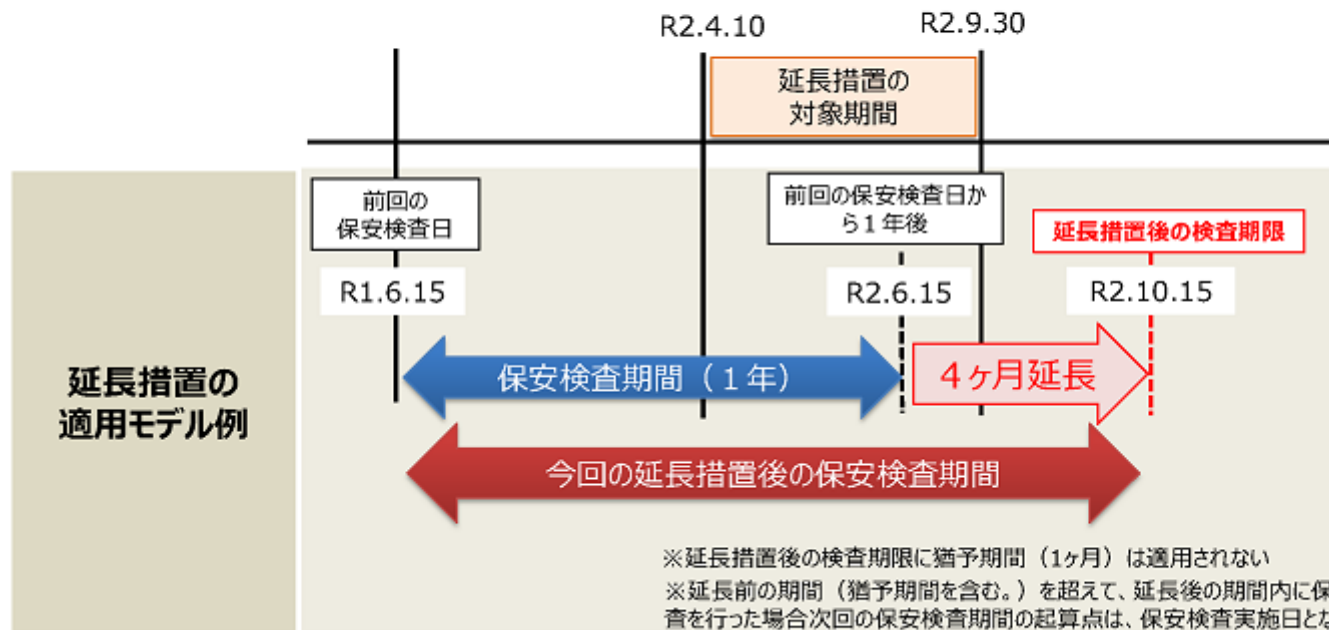 R2.4.10
R2.9.30
延長措置の
対象期間
前回の
保安検査日
前回の保安検査日か
ら１年後
延長措置後の検査期限
R1.6.15
R2.6.15
R2.10.15
延長措置の
適用モデル例
保安検査期間（１年）
４ヶ月延長
今回の延長措置後の保安検査期間
※延長措置後の検査期限に猶予期間（1ヶ月）は適用されない
※延長前の期間（猶予期間を含む。）を超えて、延長後の期間内に保
査を行った場合次回の保安検査期間の起算点は、保安検査実施日とな